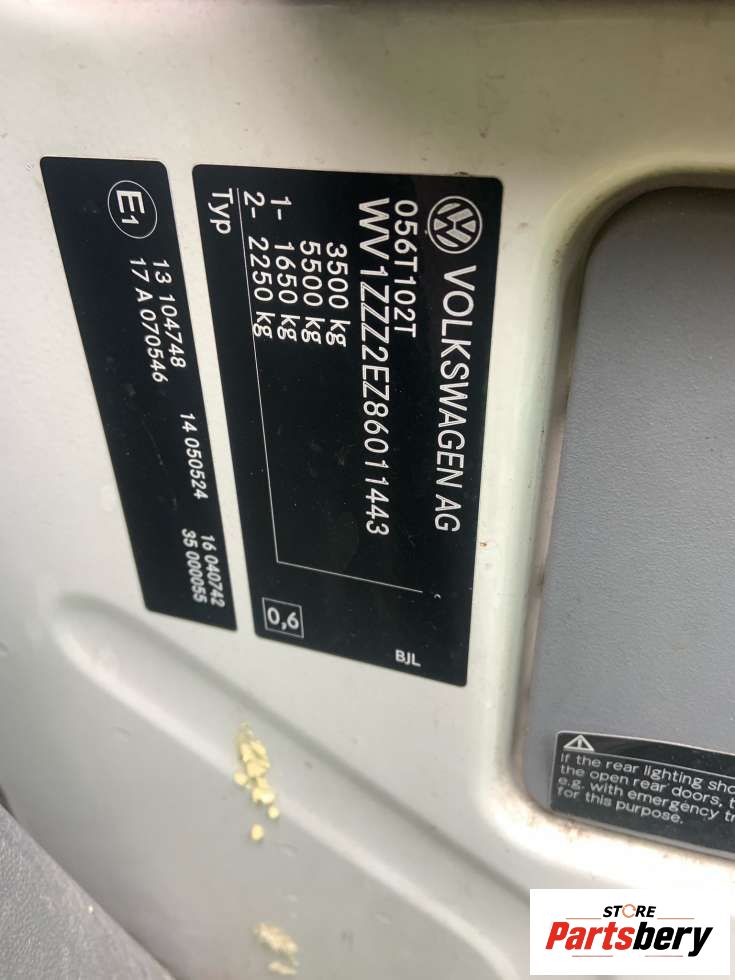 VOLKSWAGEN AG
056T102T
WV1ZZZ2EZ86011443
3500 kg
5500 kg
1- 1650 kg
2- 2250 kg
Typ
0,6
BJL
E1
13 104748
17 A 070546
14 050524
16 040742
35 000055
If the rear lighting sho
the open rear doors, t
e.g. with emergency tr
for this purpose.
STORE
Partsbery